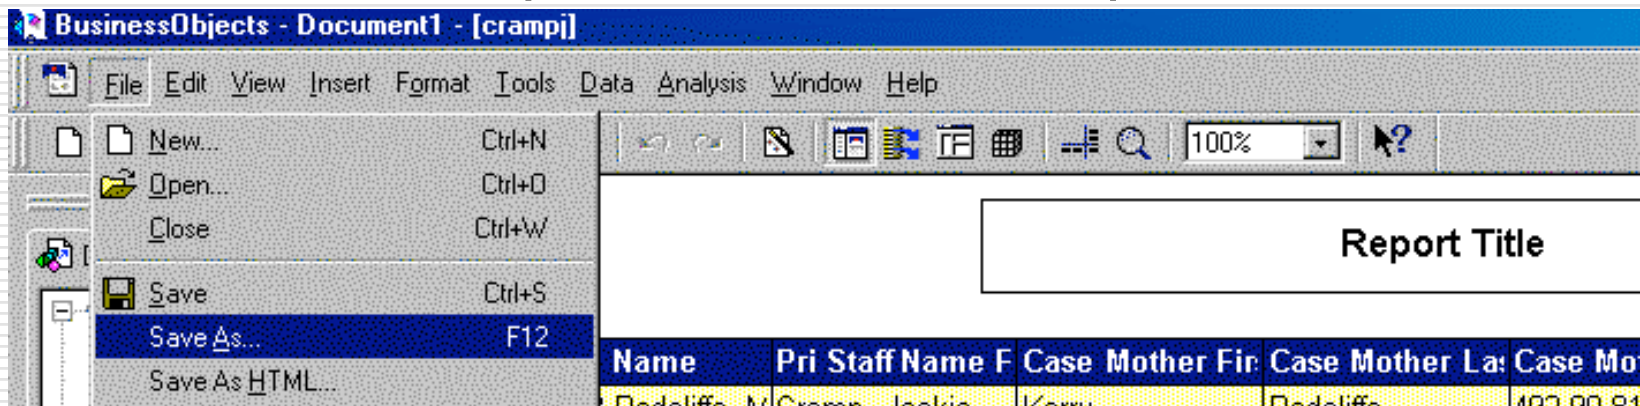 BusinessObjects - Document1 - [crampj]
File Edit View Insert Format Tools Data Analysis Window Help
New... Ctrl+N
100%
Open... Ctrl+O
Close Ctrl+W
Report Title
Save Ctrl+S
Save As... F12
Name Pri Staff Name F Case Mother Fir Case Mother La Case Mo
Save As HTML...